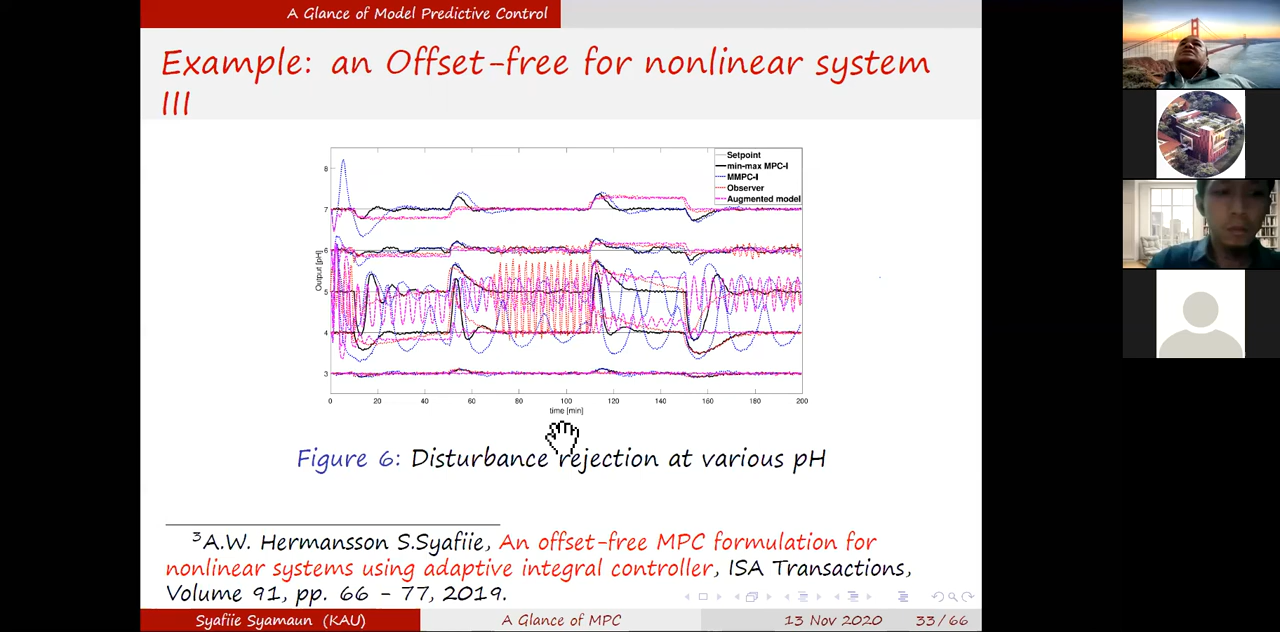 A Glance of Model Predictive Control
Example: an Offset-free for nonlinear system
III
Setpoint
min-max MPC-I
MMPC-I
Observer
Augmented model
8
7
6
5
4
3
Output [pH]
0 20 40 60 80 100 120 140 160 180 200
time [min]
Figure 6: Disturbance rejection at various pH
3A.W. Hermansson S.Syafiie, An offset-free MPC formulation for
nonlinear systems using adaptive integral controller, ISA Transactions,
Volume 91, pp. 66 - 77, 2019.
Syafiie Syamaun (KAU) A Glance of MPC 13 Nov 2020 33/66